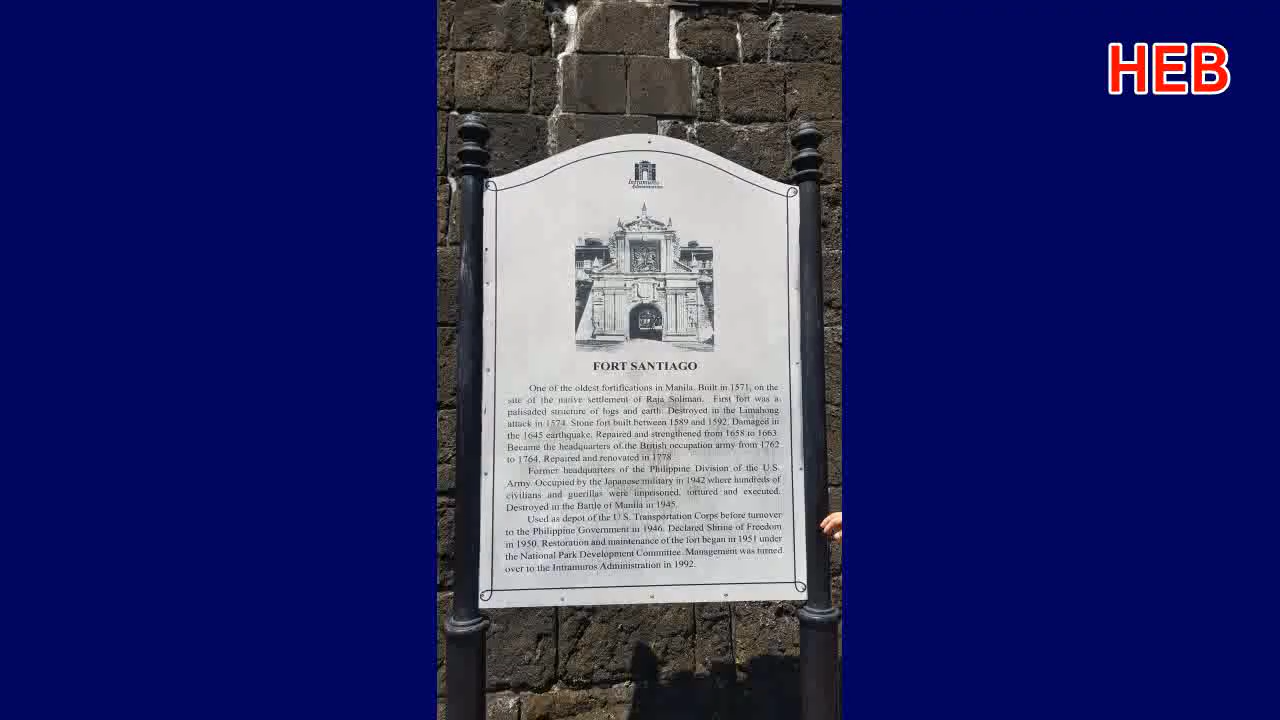 HEB
Intramuros
Administration
FORT SANTIAGO
One of the oldest fortifications in Manila. Built in 1571, on the
site of the native settlement of Raja Soliman. First fort was a
palisaded structure of logs and earth. Destroyed in the Limahong
attack in 1574. Stone fort built between 1589 and 1592. Damaged in
the 1645 earthquake. Repaired and strengthened from 1658 to 1663.
Became the headquarters of the British occupation army from 1762
to 1764. Repaired and renovated in 1778.
Former headquarters of the Philippine Division of the U.S.
Army. Occupied by the Japanese military in 1942 where hundreds of
civilians and guerillas were imprisoned, tortured and executed.
Destroyed in the Battle of Manila in 1945.
Used as depot of the U.S. Transportation Corps before turnover
to the Philippine Government in 1946. Declared Shrine of Freedom
in 1950. Restoration and maintenance of the fort began in 1951 under
the National Park Development Committee. Management was turned
over to the Intramuros Administration in 1992.